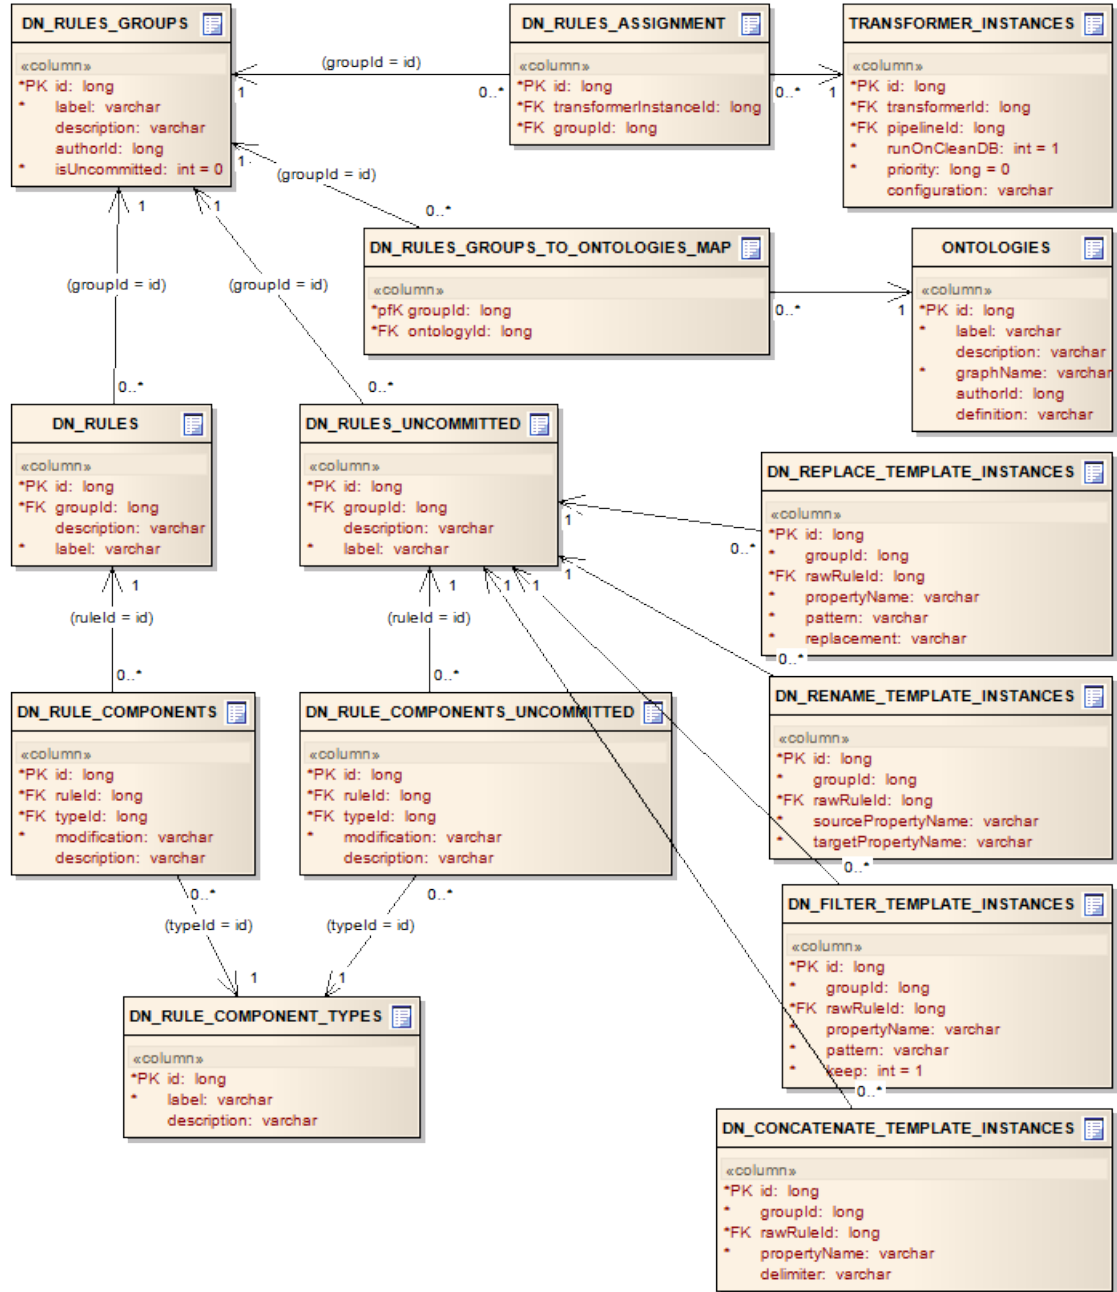 DN_RULES_GROUPS
«column»
*PK id: long
* label: varchar
description: varchar
authorId: long
* isUncommitted: int = 0
DN_RULES_ASSIGNMENT
«column»
*PK id: long
*FK transformerInstanceId: long
*FK groupId: long
TRANSFORMER_INSTANCES
«column»
*PK id: long
*FK transformerId: long
*FK pipelineId: long
* runOnCleanDB: int = 1
* priority: long = 0
configuration: varchar
(groupId = id)
1
0..*
0..*
1
1
(groupId = id)
0..*
DN_RULES_GROUPS_TO_ONTOLOGIES_MAP
«column»
*pfK groupId: long
*FK ontologyId: long
0..*
1
ONTOLOGIES
«column»
*PK id: long
* label: varchar
description: varchar
* graphName: varchar
authorId: long
definition: varchar
1
(groupId = id)
0..*
1
(groupId = id)
0..*
DN_RULES
«column»
*PK id: long
*FK groupId: long
description: varchar
* label: varchar
DN_RULES_UNCOMMITTED
«column»
*PK id: long
*FK groupId: long
description: varchar
* label: varchar
DN_REPLACE_TEMPLATE_INSTANCES
«column»
*PK id: long
* groupId: long
*FK rawRuleId: long
* propertyName: varchar
* pattern: varchar
* replacement: varchar
1
0..*
1
0..*
1
(ruleId = id)
0..*
1
(ruleId = id)
0..*
1
1
DN_RENAME_TEMPLATE_INSTANCES
«column»
*PK id: long
* groupId: long
*FK rawRuleId: long
* sourcePropertyName: varchar
* targetPropertyName: varchar
DN_RULE_COMPONENTS
«column»
*PK id: long
*FK ruleId: long
*FK typeId: long
* modification: varchar
description: varchar
DN_RULE_COMPONENTS_UNCOMMITTED
«column»
*PK id: long
*FK ruleId: long
*FK typeId: long
* modification: varchar
description: varchar
0..*
(typeId = id)
1
0..*
(typeId = id)
1
0..*
DN_FILTER_TEMPLATE_INSTANCES
«column»
*PK id: long
* groupId: long
*FK rawRuleId: long
* propertyName: varchar
* pattern: varchar
* keep: int = 1
DN_RULE_COMPONENT_TYPES
«column»
*PK id: long
* label: varchar
description: varchar
0..*
DN_CONCATENATE_TEMPLATE_INSTANCES
«column»
*PK id: long
* groupId: long
*FK rawRuleId: long
* propertyName: varchar
delimiter: varchar